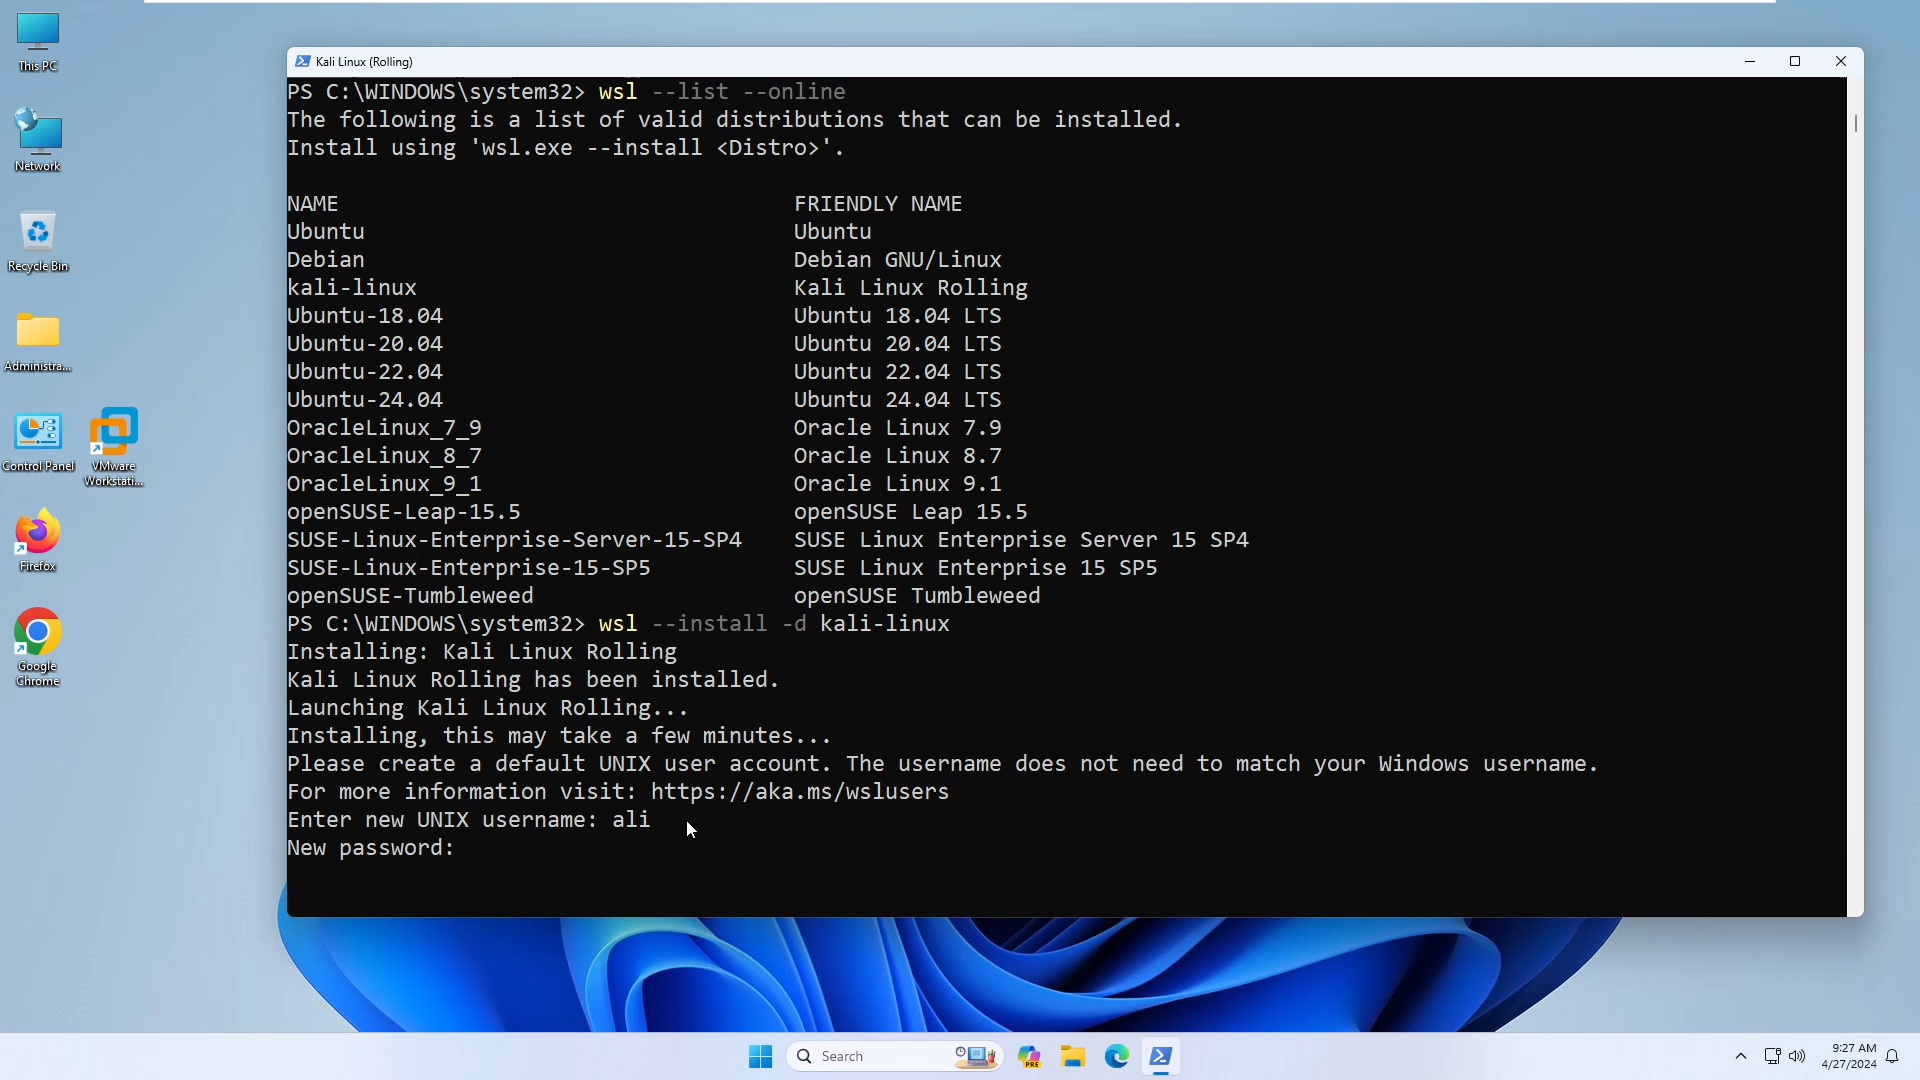 This PC
Network
Recycle Bin
Administra...
Control Panel
VMware
Workstati...
Firefox
Google
Chrome
Kali Linux (Rolling)
PS C:\WINDOWS\system32> wsl --list --online
The following is a list of valid distributions that can be installed.
Install using 'wsl.exe --install <Distro>'.
NAME FRIENDLY NAME
Ubuntu Ubuntu
Debian Debian GNU/Linux
kali-linux Kali Linux Rolling
Ubuntu-18.04 Ubuntu 18.04 LTS
Ubuntu-20.04 Ubuntu 20.04 LTS
Ubuntu-22.04 Ubuntu 22.04 LTS
Ubuntu-24.04 Ubuntu 24.04 LTS
OracleLinux_7_9 Oracle Linux 7.9
OracleLinux_8_7 Oracle Linux 8.7
OracleLinux_9_1 Oracle Linux 9.1
openSUSE-Leap-15.5 openSUSE Leap 15.5
SUSE-Linux-Enterprise-Server-15-SP4 SUSE Linux Enterprise Server 15 SP4
SUSE-Linux-Enterprise-15-SP5 SUSE Linux Enterprise 15 SP5
openSUSE-Tumbleweed openSUSE Tumbleweed
PS C:\WINDOWS\system32> wsl --install -d kali-linux
Installing: Kali Linux Rolling
Kali Linux Rolling has been installed.
Launching Kali Linux Rolling...
Installing, this may take a few minutes...
Please create a default UNIX user account. The username does not need to match your Windows username.
For more information visit: https://aka.ms/wslusers
Enter new UNIX username: ali
New password:
Search
PRE
9:27 AM
4/27/2024